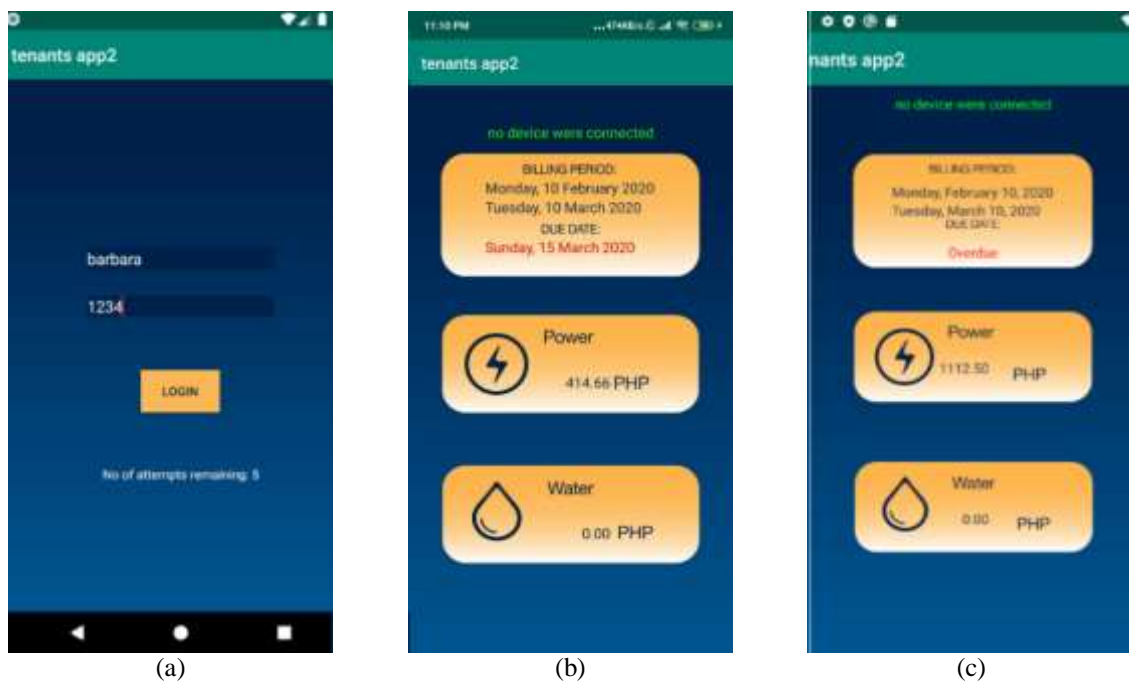 tenants app2
barbara
1234
LOGIN
No of attempts remaining: 5
(a)
11:10 PM
tenants app2
no device were connected
BILLING PERIOD:
Monday, 10 February 2020
Tuesday, 10 March 2020
DUE DATE:
Sunday, 15 March 2020
Power
414.66 PHP
Water
0.00 PHP
(b)
nants app2
no device were connected
BILLING PERIOD:
Monday, February 10, 2020
Tuesday, March 10, 2020
DUE DATE:
Overdue
Power
1112.50 PHP
Water
0.00 PHP
(c)